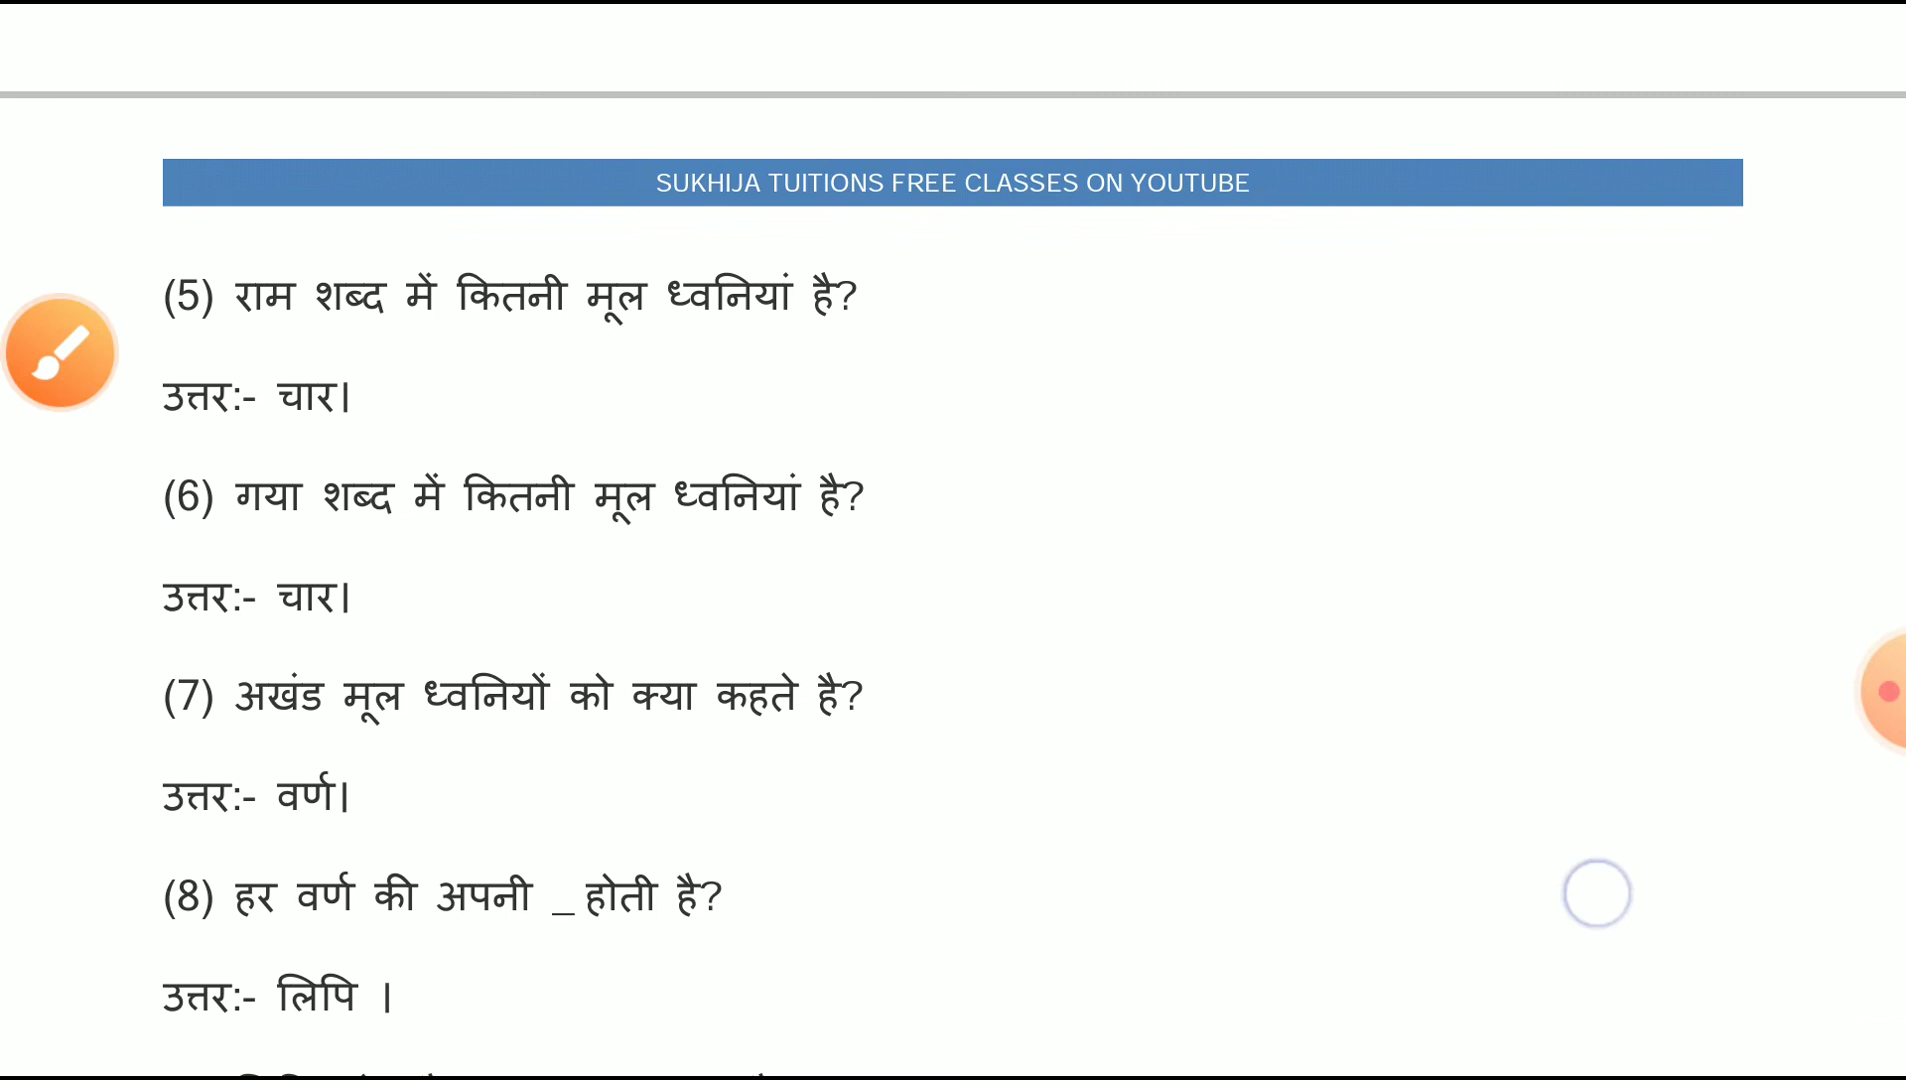 SUKHIJA TUITIONS FREE CLASSES ON YOUTUBE
(5) राम शब्द में कितनी मूल ध्वनियां है?
उत्तर:- चार।
(6) गया शब्द में कितनी मूल ध्वनियां है?
उत्तर:- चार।
(7) अखंड मूल ध्वनियों को क्या कहते है?
उत्तर:- वर्ण।
(8) हर वर्ण की अपनी _ होती है?
उत्तर:- लिपि ।